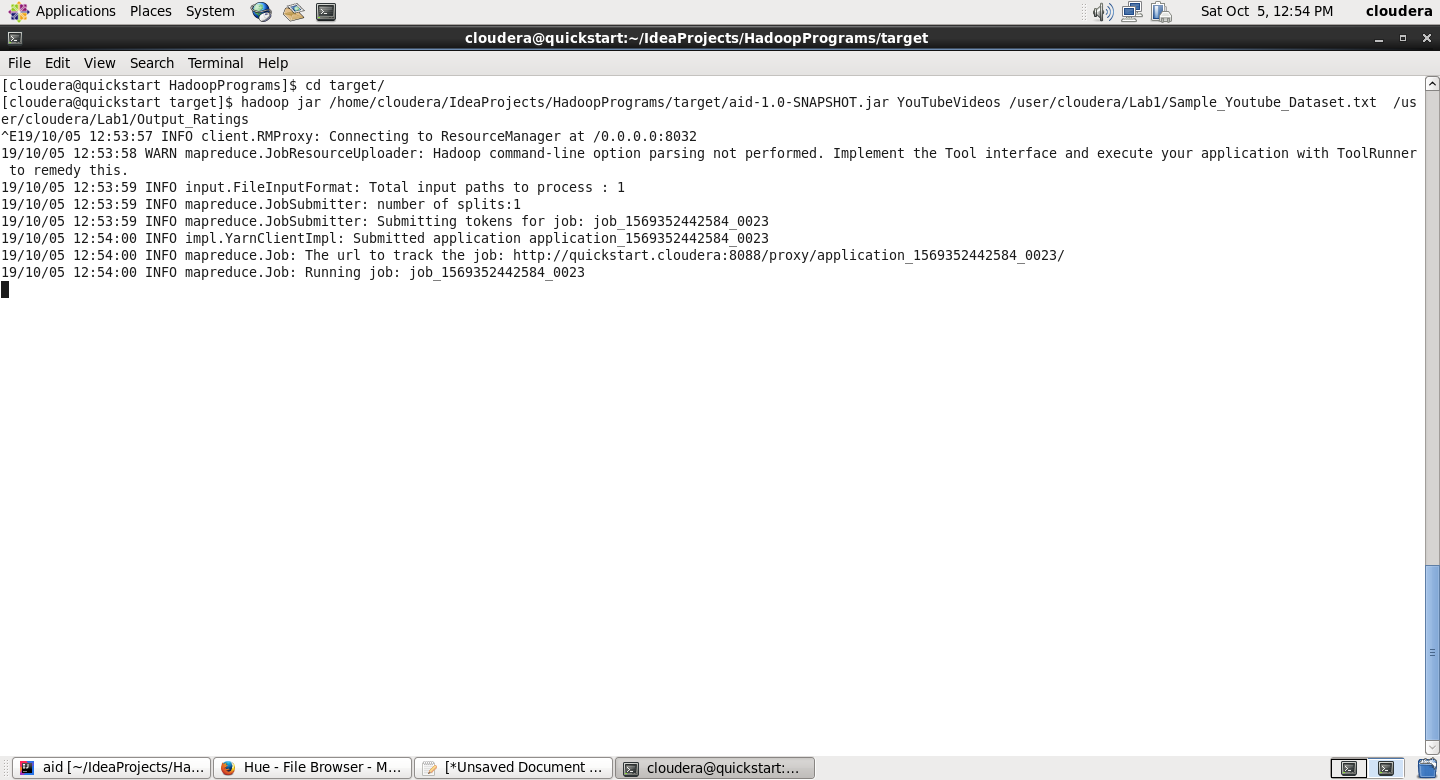 Applications Places System Sat Oct 5, 12:54 PM cloudera
cloudera@quickstart:~/IdeaProjects/HadoopPrograms/target
File Edit View Search Terminal Help
[cloudera@quickstart HadoopPrograms]$ cd target/
[cloudera@quickstart target]$ hadoop jar /home/cloudera/IdeaProjects/HadoopPrograms/target/aid-1.0-SNAPSHOT.jar YouTubeVideos /user/cloudera/Lab1/Sample_Youtube_Dataset.txt  /us
er/cloudera/Lab1/Output_Ratings
^E19/10/05 12:53:57 INFO client.RMProxy: Connecting to ResourceManager at /0.0.0.0:8032
19/10/05 12:53:58 WARN mapreduce.JobResourceUploader: Hadoop command-line option parsing not performed. Implement the Tool interface and execute your application with ToolRunner
 to remedy this.
19/10/05 12:53:59 INFO input.FileInputFormat: Total input paths to process : 1
19/10/05 12:53:59 INFO mapreduce.JobSubmitter: number of splits:1
19/10/05 12:53:59 INFO mapreduce.JobSubmitter: Submitting tokens for job: job_1569352442584_0023
19/10/05 12:54:00 INFO impl.YarnClientImpl: Submitted application application_1569352442584_0023
19/10/05 12:54:00 INFO mapreduce.Job: The url to track the job: http://quickstart.cloudera:8088/proxy/application_1569352442584_0023/
19/10/05 12:54:00 INFO mapreduce.Job: Running job: job_1569352442584_0023
aid [~/IdeaProjects/Ha... Hue - File Browser - M... [*Unsaved Document ... cloudera@quickstart:...